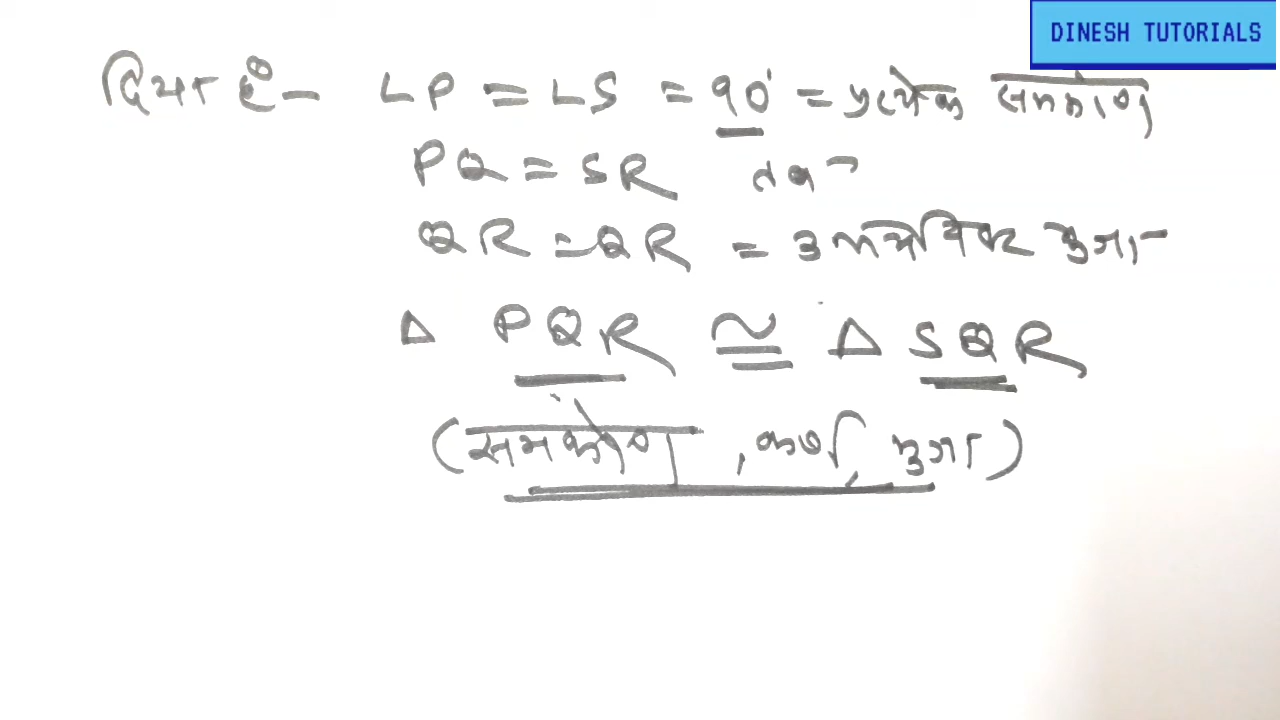 DINESH TUTORIALS
दिया है - ∠P = ∠S = 90° = प्रत्येक समकोण
PQ = SR तथा
QR = QR = उभयनिष्ट भुजा
Δ PQR ≅ Δ SQR
(समकोण, कर्ण, भुजा)